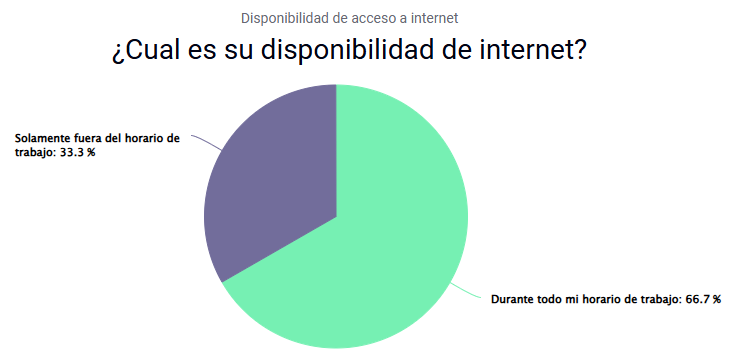 Disponibilidad de acceso a internet
¿Cual es su disponibilidad de internet?
Solamente fuera del horario de
trabajo: 33.3 %
Durante todo mi horario de trabajo: 66.7 %